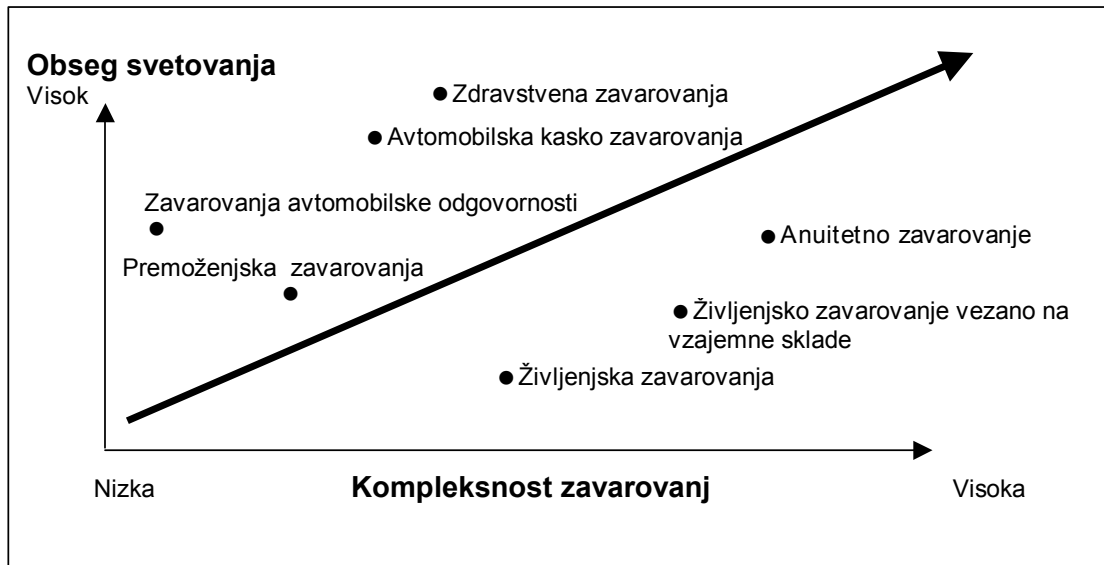 Obseg svetovanja
Visok
Zdravstvena zavarovanja
Avtomobilska kasko zavarovanja
Zavarovanja avtomobilske odgovornosti
Anuitetno zavarovanje
Premoženjska zavarovanja
Življenjsko zavarovanje vezano na
vzajemne sklade
Življenjska zavarovanja
Nizka
Kompleksnost zavarovanj
Visoka